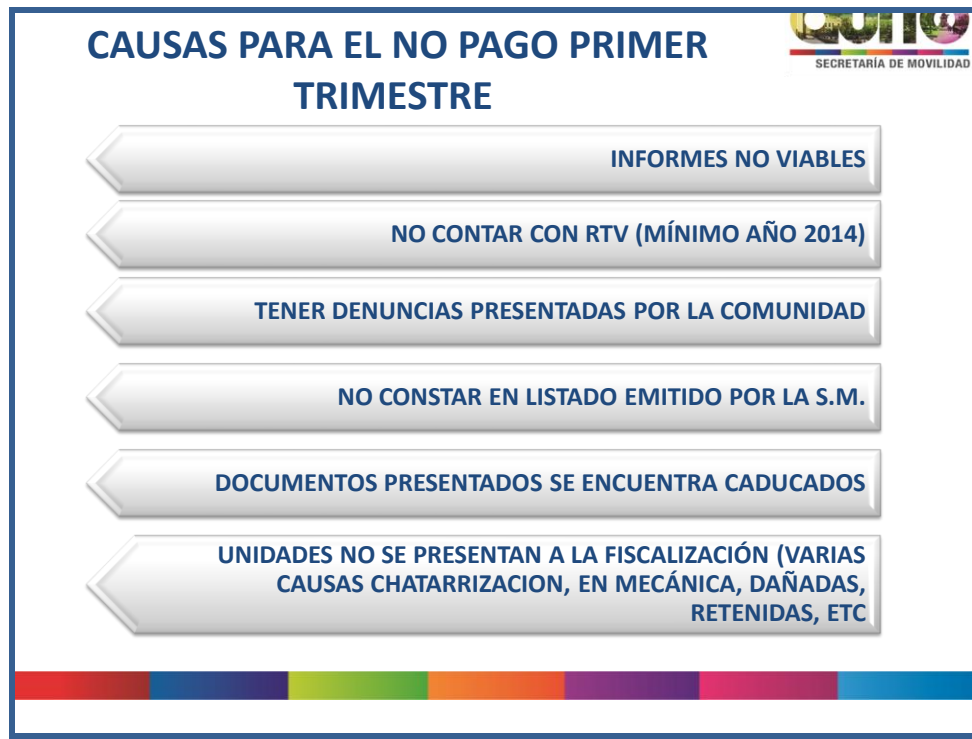 CAUSAS PARA EL NO PAGO PRIMER
TRIMESTRE
SECRETARÍA DE MOVILIDAD
INFORMES NO VIABLES
NO CONTAR CON RTV (MÍNIMO AÑO 2014)
TENER DENUNCIAS PRESENTADAS POR LA COMUNIDAD
NO CONSTAR EN LISTADO EMITIDO POR LA S.M.
DOCUMENTOS PRESENTADOS SE ENCUENTRA CADUCADOS
UNIDADES NO SE PRESENTAN A LA FISCALIZACIÓN (VARIAS
CAUSAS CHATARRIZACION, EN MECÁNICA, DAÑADAS,
RETENIDAS, ETC